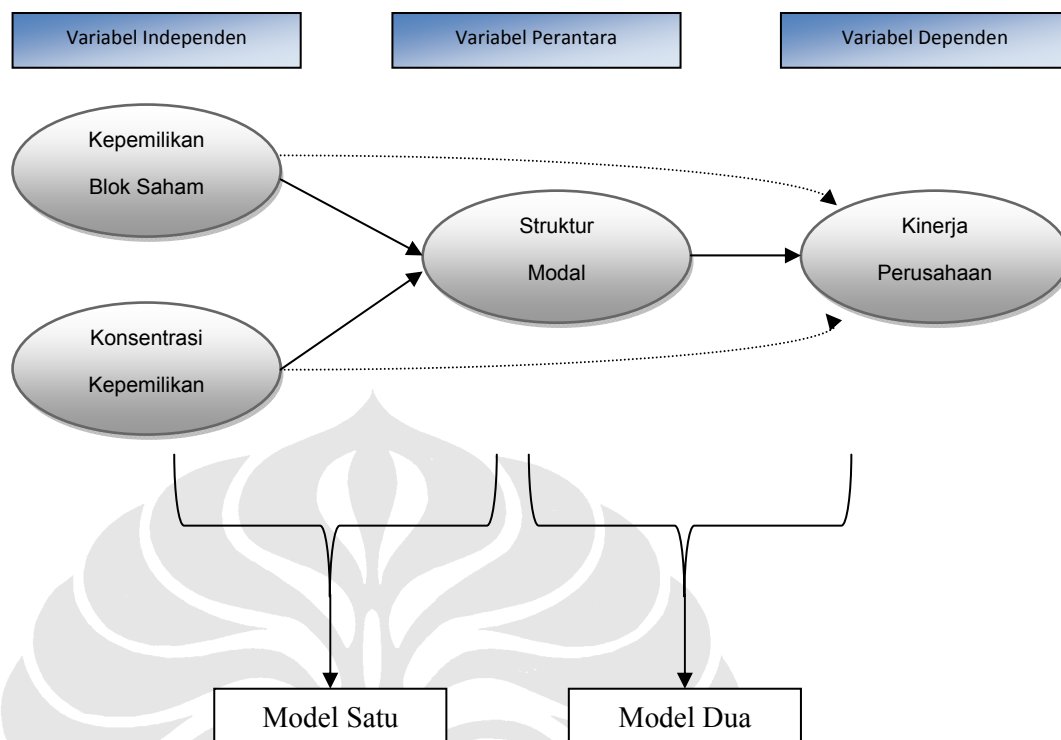 Variabel Independen
Variabel Perantara
Variabel Dependen
Kepemilikan
Blok Saham
Struktur
Modal
Kinerja
Perusahaan
Konsentrasi
Kepemilikan
Model Satu
Model Dua